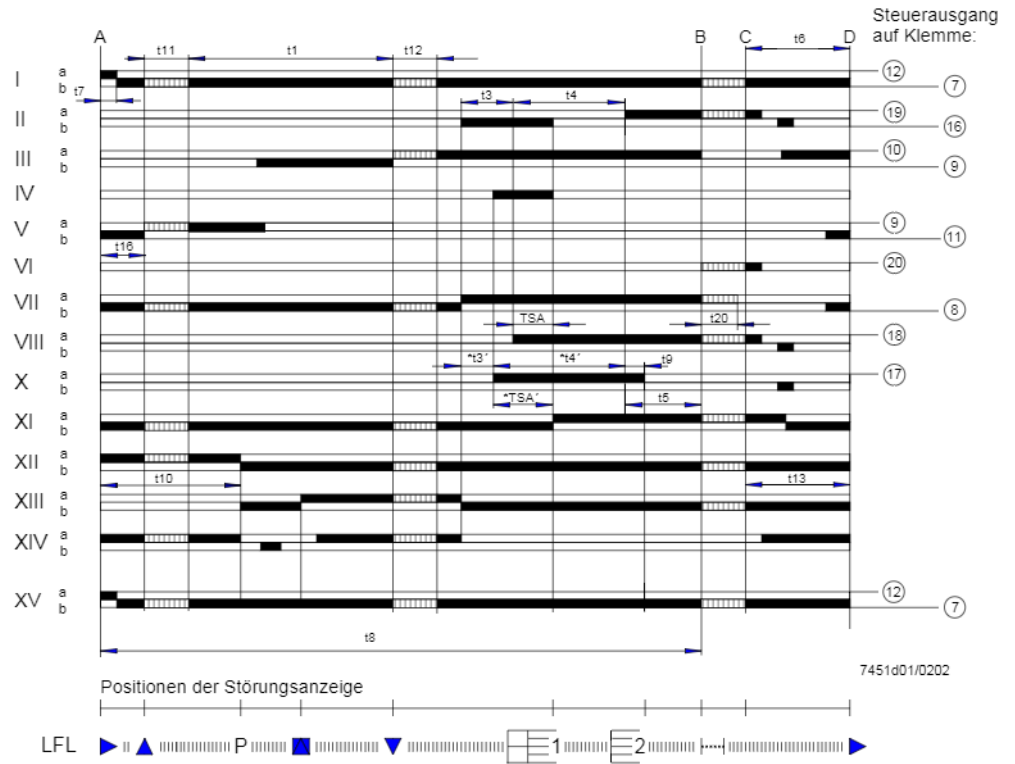 Steuerausgang
auf Klemme:
A t11 t1 t12 B C t6 D
I a 12
b 7
t7 t3 t4
II a 19
b 16
III a 10
b 9
IV
V a 9
b 11
t16
VI 20
VII a
b 8
TSA t20
VIII a 18
b
*t3´ *t4´ t9
X a 17
b
*TSA´ t5
XI a
b
XII a
b
t10 t13
XIII a
b
XIV a
b
XV a 12
b 7
t8
7451d01/0202
Positionen der Störungsanzeige
LFL P 1 2